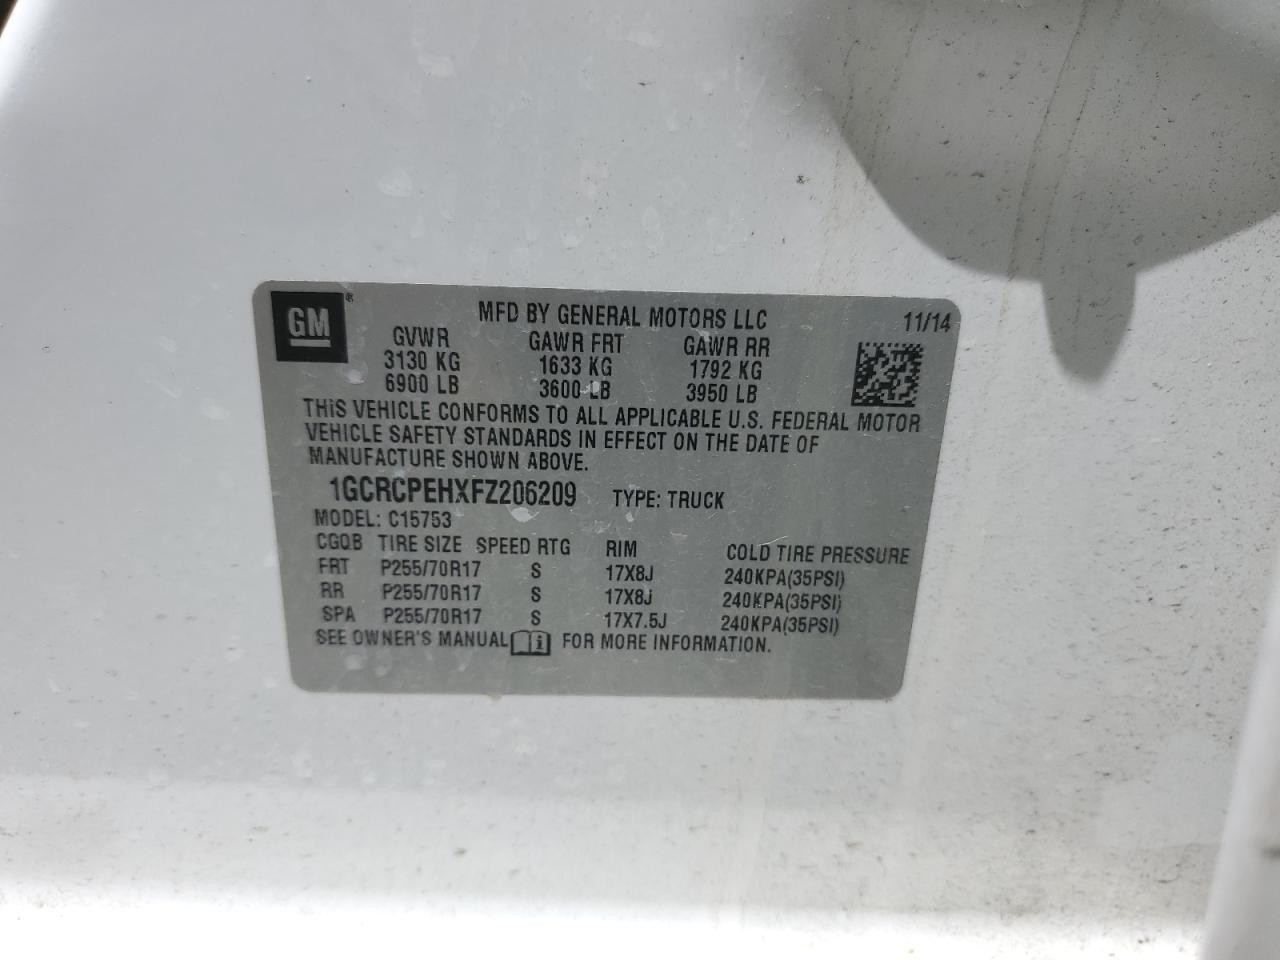 GM®
MFD BY GENERAL MOTORS LLC 11/14
GVWR GAWR FRT GAWR RR
3130 KG 1633 KG 1792 KG
6900 LB 3600 LB 3950 LB
THIS VEHICLE CONFORMS TO ALL APPLICABLE U.S. FEDERAL MOTOR
VEHICLE SAFETY STANDARDS IN EFFECT ON THE DATE OF
MANUFACTURE SHOWN ABOVE.
1GCRCPEHXFZ206209 TYPE: TRUCK
MODEL: C15753
CGQB TIRE SIZE SPEED RTG RIM COLD TIRE PRESSURE
FRT P255/70R17 S 17X8J 240KPA(35PSI)
RR P255/70R17 S 17X8J 240KPA(35PSI)
SPA P255/70R17 S 17X7.5J 240KPA(35PSI)
SEE OWNER'S MANUAL i FOR MORE INFORMATION.